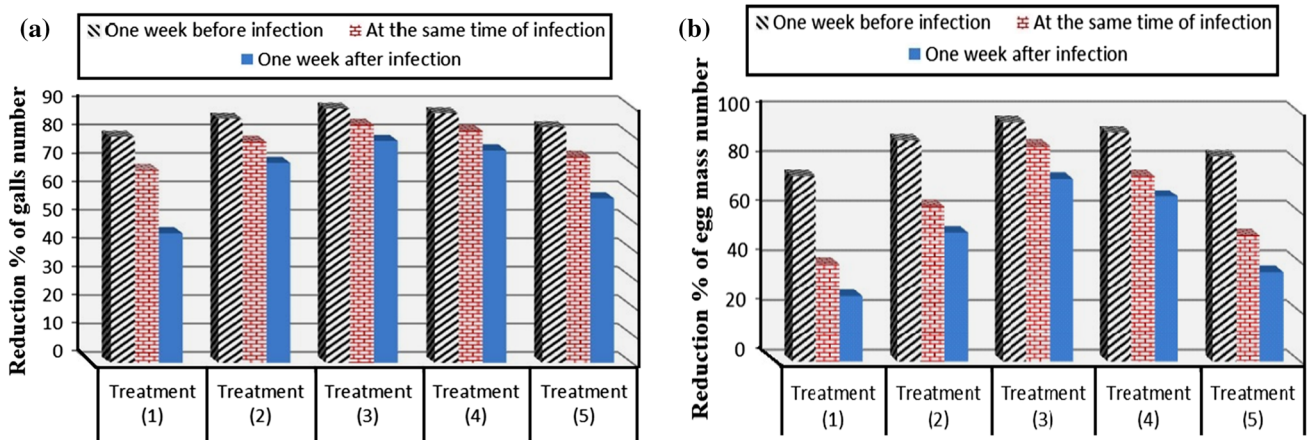 (a)
One week before infection
At the same time of infection
One week after infection
Reduction % of galls number
90
80
70
60
50
40
30
20
10
0
Treatment (1)
Treatment (2)
Treatment (3)
Treatment (4)
Treatment (5)
(b)
One week before infection
At the same time of infection
One week after infection
Reduction % of egg mass number
100
80
60
40
20
0
Treatment (1)
Treatment (2)
Treatment (3)
Treatment (4)
Treatment (5)